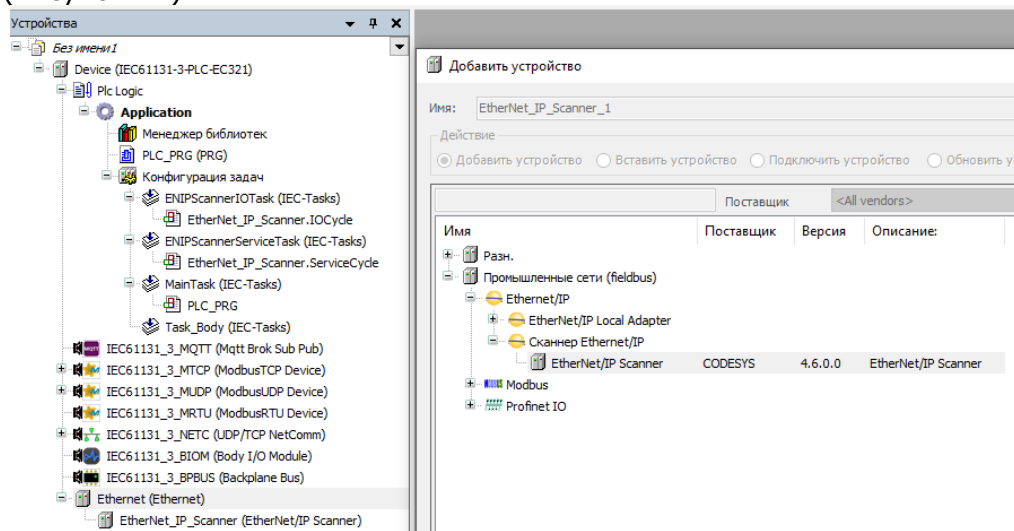 Устройства
Без имени1
Device (IEC61131-3-PLC-EC321)
Plc Logic
Application
Менеджер библиотек
PLC_PRG (PRG)
Конфигурация задач
ENIPScannerIOTask (IEC-Tasks)
EtherNet_IP_Scanner.IOCycle
ENIPScannerServiceTask (IEC-Tasks)
EtherNet_IP_Scanner.ServiceCycle
MainTask (IEC-Tasks)
PLC_PRG
Task_Body (IEC-Tasks)
IEC61131_3_MQTT (Mqtt Brok Sub Pub)
IEC61131_3_MTCP (ModbusTCP Device)
IEC61131_3_MUDP (ModbusUDP Device)
IEC61131_3_MRTU (ModbusRTU Device)
IEC61131_3_NETC (UDP/TCP NetComm)
IEC61131_3_BIOM (Body I/O Module)
IEC61131_3_BPBUS (Backplane Bus)
Ethernet (Ethernet)
EtherNet_IP_Scanner (EtherNet/IP Scanner)
Добавить устройство
Имя: EtherNet_IP_Scanner_1
Действие
Добавить устройство Вставить устройство Подключить устройство Обновить у
Поставщик <All vendors>
Имя Поставщик Версия Описание:
Разн.
Промышленные сети (fieldbus)
Ethernet/IP
EtherNet/IP Local Adapter
Сканнер Ethernet/IP
EtherNet/IP Scanner CODESYS 4.6.0.0 EtherNet/IP Scanner
Modbus
Profinet IO